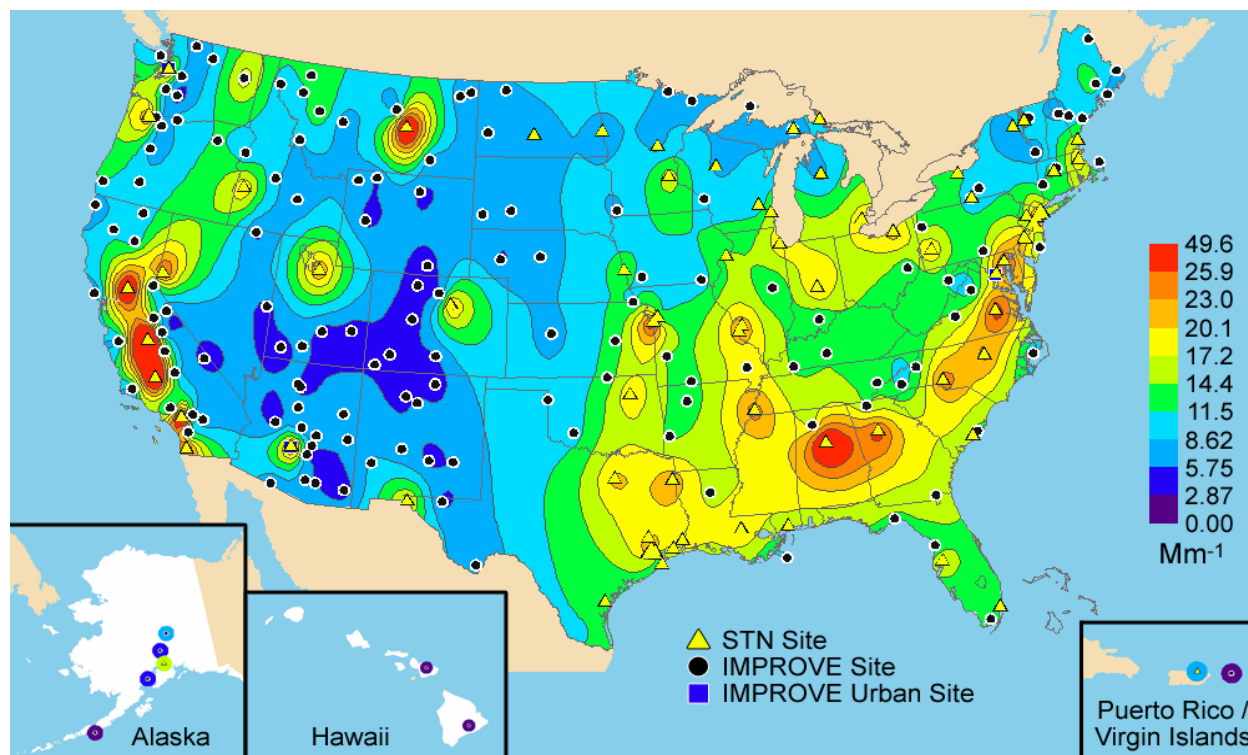 49.6
25.9
23.0
20.1
17.2
14.4
11.5
8.62
5.75
2.87
0.00
Mm-1
STN Site
IMPROVE Site
IMPROVE Urban Site
Alaska
Hawaii
Puerto Rico /
Virgin Islands